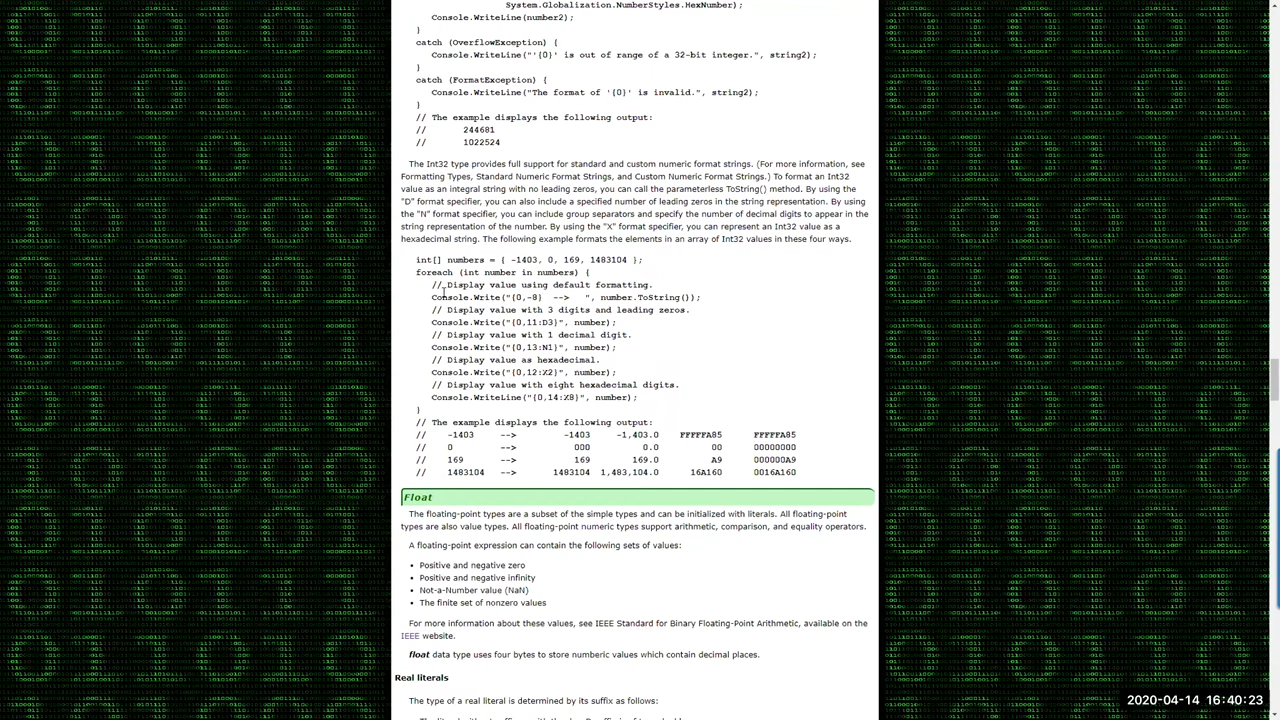 System.Globalization.NumberStyles.HexNumber);
Console.WriteLine(number2);
}
catch (OverflowException) {
Console.WriteLine("'{0}' is out of range of a 32-bit integer.", string2);
}
catch (FormatException) {
Console.WriteLine("The format of '{0}' is invalid.", string2);
}
// The example displays the following output:
// 244681
// 1022524
The Int32 type provides full support for standard and custom numeric format strings. (For more information, see
Formatting Types, Standard Numeric Format Strings, and Custom Numeric Format Strings.) To format an Int32
value as an integral string with no leading zeros, you can call the parameterless ToString() method. By using the
"D" format specifier, you can also include a specified number of leading zeros in the string representation. By using
the "N" format specifier, you can include group separators and specify the number of decimal digits to appear in the
string representation of the number. By using the "X" format specifier, you can represent an Int32 value as a
hexadecimal string. The following example formats the elements in an array of Int32 values in these four ways.
int[] numbers = { -1403, 0, 169, 1483104 };
foreach (int number in numbers) {
// Display value using default formatting.
Console.Write("{0,-8} --> ", number.ToString());
// Display value with 3 digits and leading zeros.
Console.Write("{0,11:D3}", number);
// Display value with 1 decimal digit.
Console.Write("{0,13:N1}", number);
// Display value as hexadecimal.
Console.Write("{0,12:X2}", number);
// Display value with eight hexadecimal digits.
Console.WriteLine("{0,14:X8}", number);
}
// The example displays the following output:
// -1403 --> -1403 -1,403.0 FFFFFA85 FFFFFA85
// 0 --> 000 0.0 00 00000000
// 169 --> 169 169.0 A9 000000A9
// 1483104 --> 1483104 1,483,104.0 16A160 0016A160
Float
The floating-point types are a subset of the simple types and can be initialized with literals. All floating-point
types are also value types. All floating-point numeric types support arithmetic, comparison, and equality operators.
A floating-point expression can contain the following sets of values:
• Positive and negative zero
• Positive and negative infinity
• Not-a-Number value (NaN)
• The finite set of nonzero values
For more information about these values, see IEEE Standard for Binary Floating-Point Arithmetic, available on the
IEEE website.
float data type uses four bytes to store numberic values which contain decimal places.
Real literals
The type of a real literal is determined by its suffix as follows:
2020-04-14 16:40:23